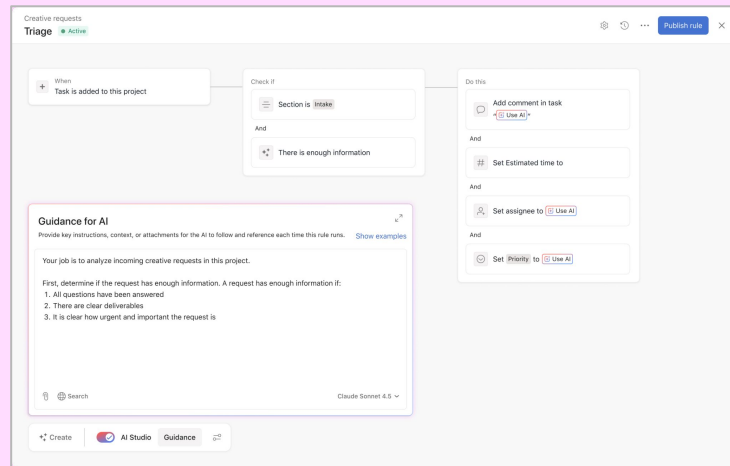 Creative requests
Triage
Active
Publish rule
When
Task is added to this project
Check if
Section is Intake
And
There is enough information
Do this
Add comment in task
"Use AI"
And
Set Estimated time to
And
Set assignee to Use AI
And
Set Priority to Use AI
Guidance for AI
Provide key instructions, context, or attachments for the AI to follow and reference each time this rule runs.
Show examples
Your job is to analyze incoming creative requests in this project.
First, determine if the request has enough information. A request has enough information if:
1. All questions have been answered
2. There are clear deliverables
3. It is clear how urgent and important the request is
Search
Claude Sonnet 4.5
Create
AI Studio
Guidance